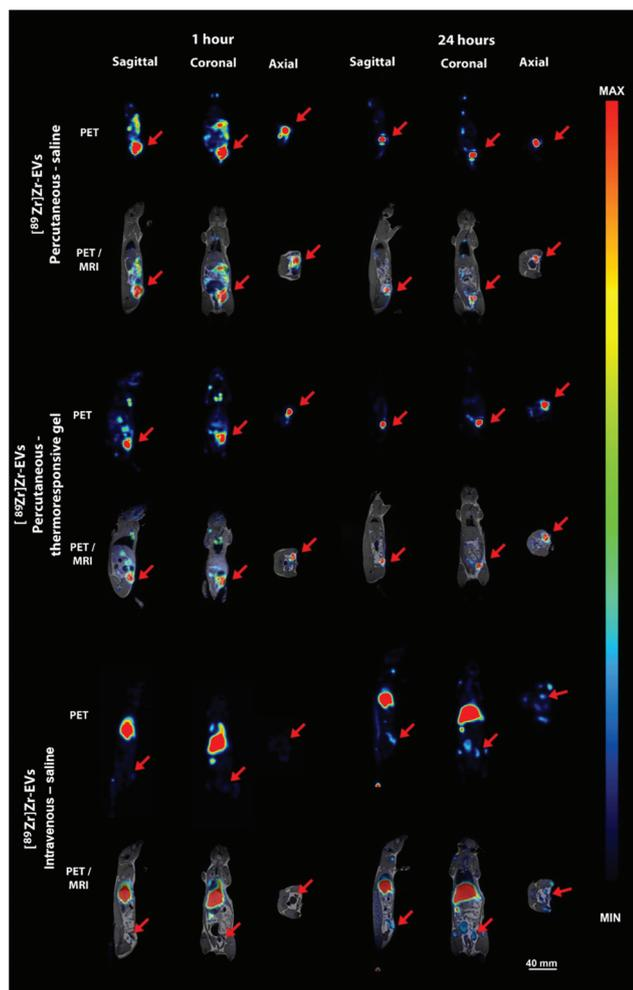 1 hour
24 hours
Sagittal
Coronal
Axial
Sagittal
Coronal
Axial
MAX
[⁸⁹Zr]Zr-EVs
Percutaneous - saline
PET
PET /
MRI
[⁸⁹Zr]Zr-EVs
Percutaneous -
thermoresponsive gel
PET
PET /
MRI
[⁸⁹Zr]Zr-EVs
Intravenous – saline
PET
PET /
MRI
MIN
40 mm